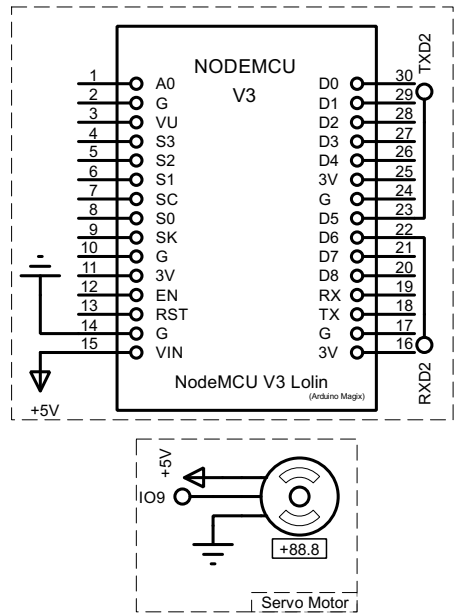 NODEMCU
V3
1 A0 D0 30 TXD2
2 G D1 29
3 VU D2 28
4 S3 D3 27
5 S2 D4 26
6 S1 3V 25
7 SC G 24
8 S0 D5 23
9 SK D6 22
10 G D7 21
11 3V D8 20
12 EN RX 19
13 RST TX 18
14 G G 17
15 VIN 3V 16 RXD2
NodeMCU V3 Lolin
(Arduino Magix)
+5V
+5V
IO9
+88.8
Servo Motor